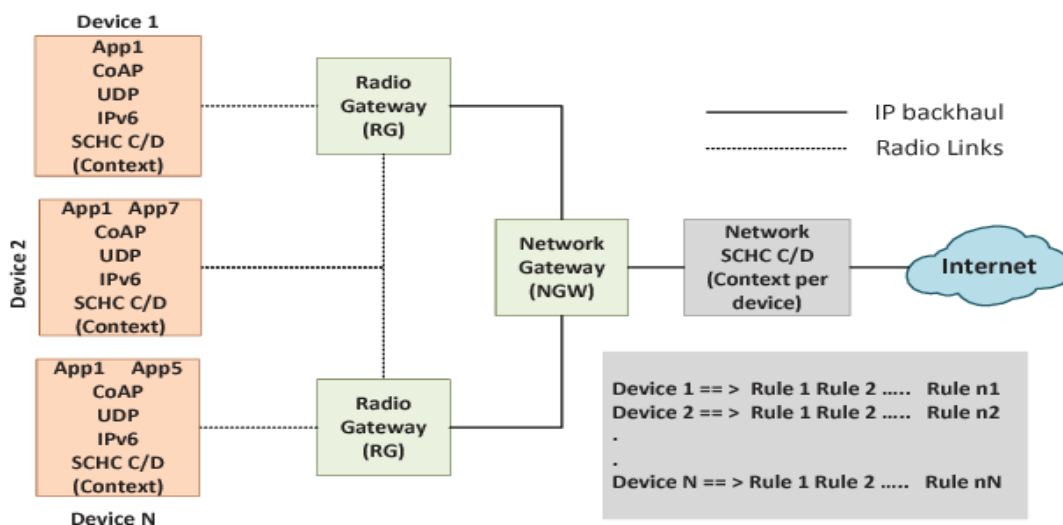 Device 1
App1
CoAP
UDP
IPv6
SCHC C/D
(Context)
Device 2
App1 App7
CoAP
UDP
IPv6
SCHC C/D
(Context)
App1 App5
CoAP
UDP
IPv6
SCHC C/D
(Context)
Device N
Radio
Gateway
(RG)
Radio
Gateway
(RG)
Network
Gateway
(NGW)
Network
SCHC C/D
(Context per
device)
Internet
IP backhaul
Radio Links
Device 1 == > Rule 1 Rule 2 ..... Rule n1
Device 2 == > Rule 1 Rule 2 ..... Rule n2
.
.
Device N == > Rule 1 Rule 2 ..... Rule nN